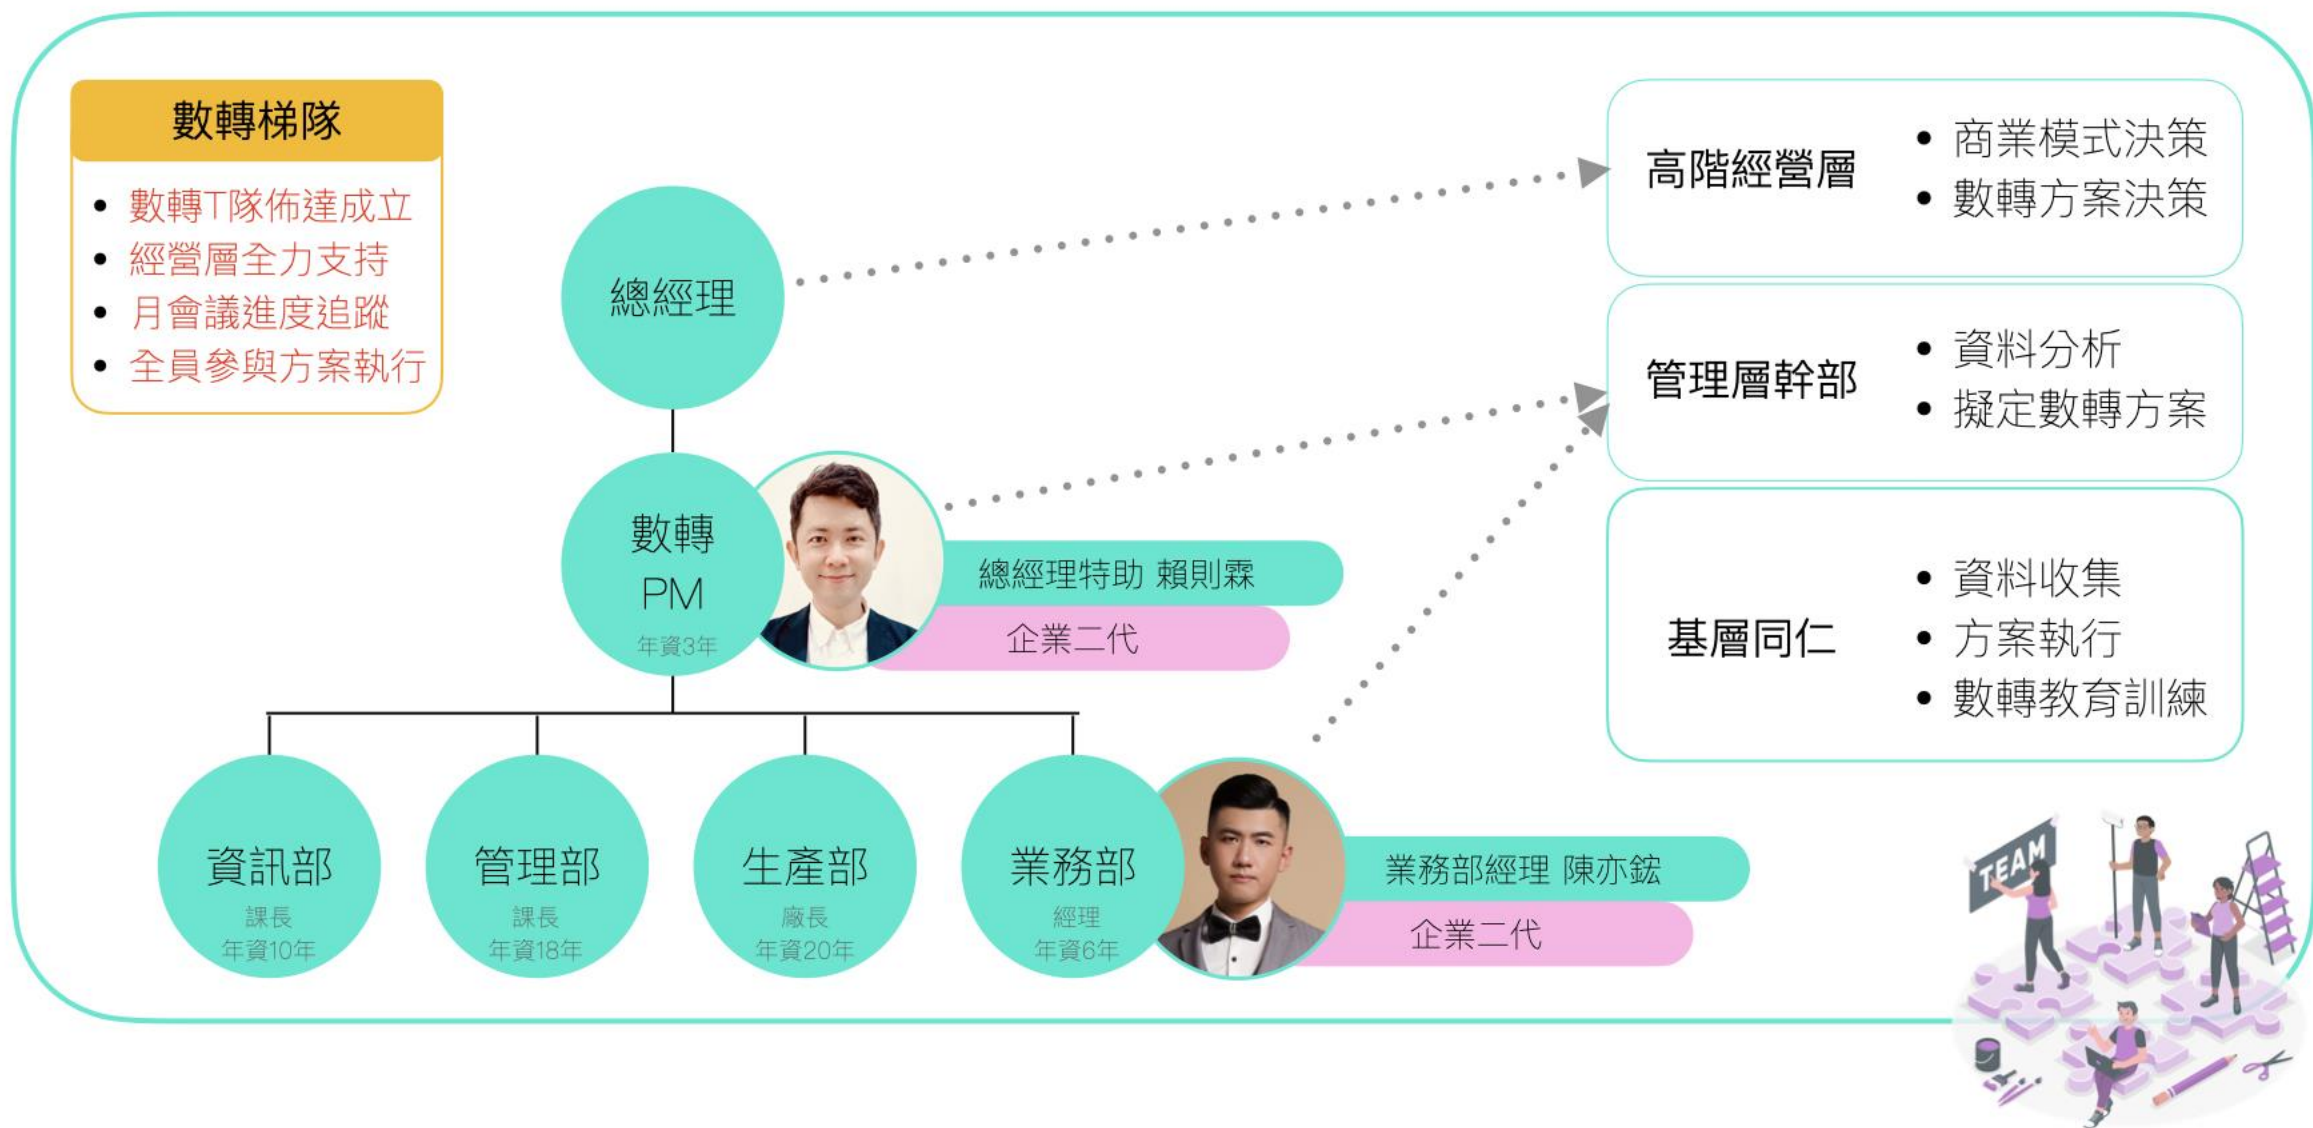 數轉梯隊
數轉T隊佈達成立
經營層全力支持
月會議進度追蹤
全員參與方案執行
總經理
數轉
PM
年資3年
總經理特助 賴則霖
企業二代
資訊部
課長
年資10年
管理部
課長
年資18年
生產部
廠長
年資20年
業務部
經理
年資6年
業務部經理 陳亦鋐
企業二代
高階經營層
商業模式決策
數轉方案決策
管理層幹部
資料分析
擬定數轉方案
基層同仁
資料收集
方案執行
數轉教育訓練
TEAM